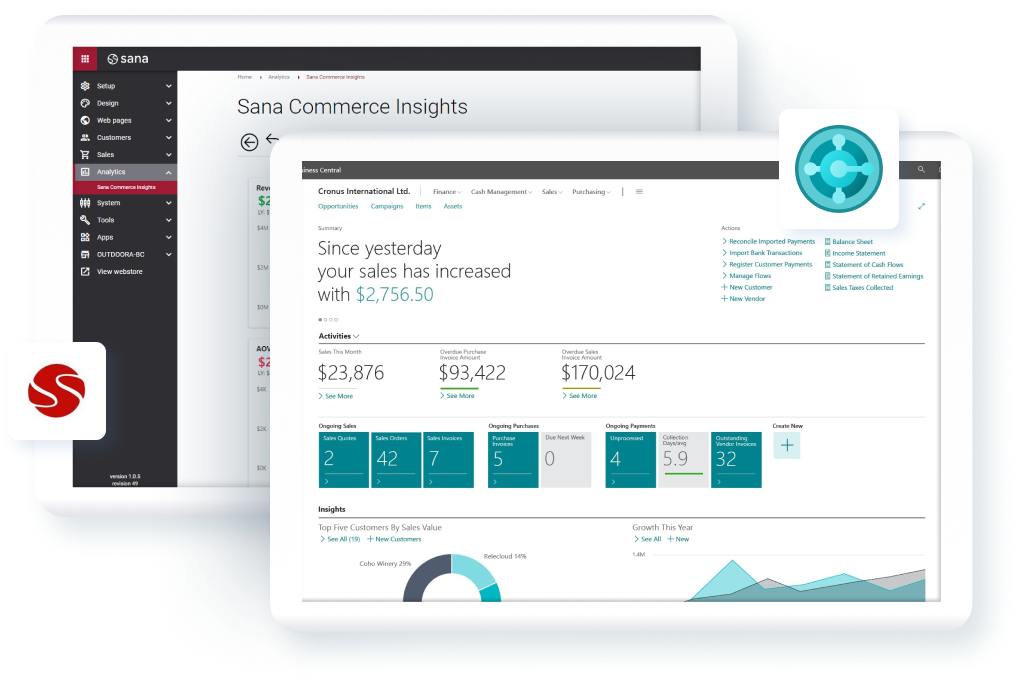 sana
Home › Analytics › Sana Commerce Insights
Setup
Design
Web pages
Customers
Sales
Analytics
Sana Commerce Insights
System
Tools
Apps
OUTDOORA-BC
View webstore
version 1.0.5
revision 49
Sana Commerce Insights
Rev
$2
LY: $
$4M
$2M
$0M
AOV
$2
LY: $
$4K
$2K
$0K
iness Central
Cronus International Ltd.
Finance
Cash Management
Sales
Purchasing
Opportunities
Campaigns
Items
Assets
Summary
Since yesterday
your sales has increased
with $2,756.50
Actions
Reconcile Imported Payments
Import Bank Transactions
Register Customer Payments
Manage Flows
+ New Customer
+ New Vendor
Balance Sheet
Income Statement
Statement of Cash Flows
Statement of Retained Earnings
Sales Taxes Collected
Activities
Sales This Month
$23,876
See More
Overdue Purchase
Invoice Amount
$93,422
See More
Overdue Sales
Invoice Amount
$170,024
See More
Ongoing Sales
Sales Quotes
2
Sales Orders
42
Sales Invoices
7
Ongoing Purchases
Purchase
Invoices
5
Due Next Week
0
Ongoing Payments
Unprocessed
4
Collection
Days/avg
5.9
Outstanding
Vendor Invoices
32
Create New
+
Insights
Top Five Customers By Sales Value
See All (19)
+ New Customers
Coho Winery 29%
Relecloud 14%
Growth This Year
See All
+ New
1.4M